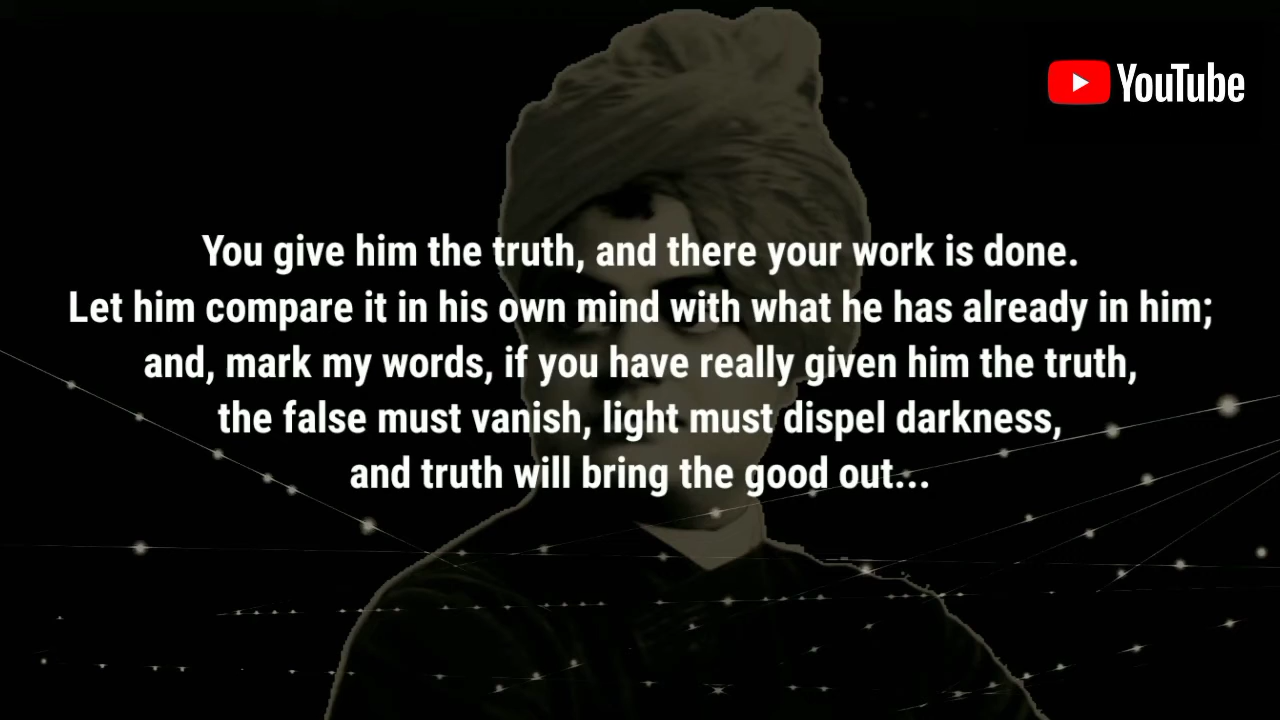 YouTube
You give him the truth, and there your work is done.
Let him compare it in his own mind with what he has already in him;
and, mark my words, if you have really given him the truth,
the false must vanish, light must dispel darkness,
and truth will bring the good out...